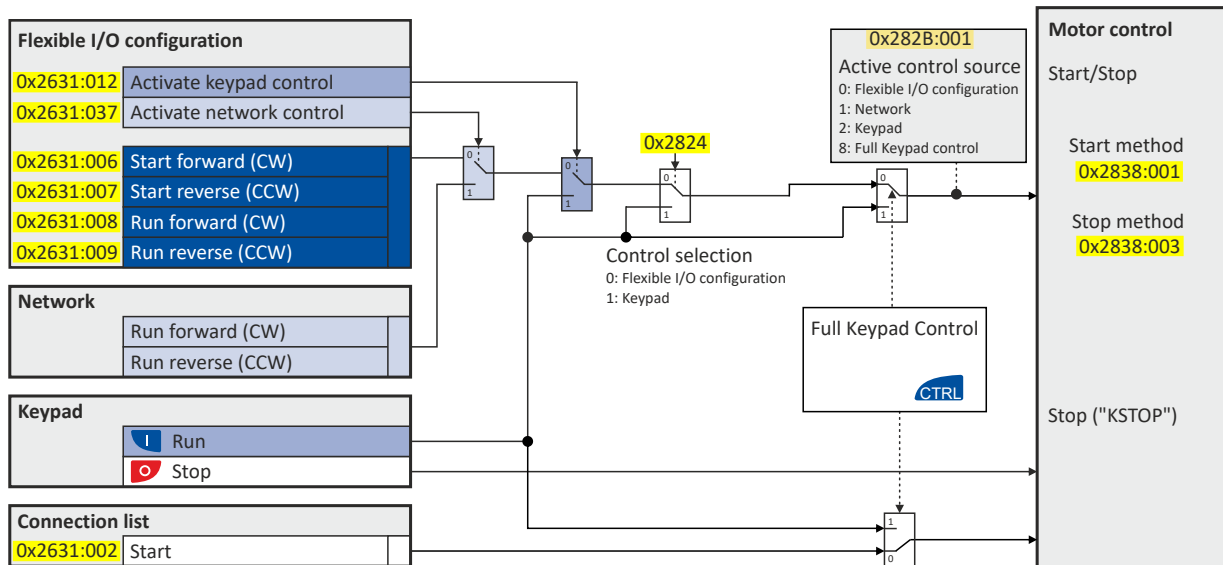 Flexible I/O configuration
0x2631:012 Activate keypad control
0x2631:037 Activate network control
0x2631:006 Start forward (CW)
0x2631:007 Start reverse (CCW)
0x2631:008 Run forward (CW)
0x2631:009 Run reverse (CCW)
Network
Run forward (CW)
Run reverse (CCW)
Keypad
I Run
O Stop
Connection list
0x2631:002 Start
0
1
0
1
0x2824
0
1
Control selection
0: Flexible I/O configuration
1: Keypad
0x282B:001
Active control source
0: Flexible I/O configuration
1: Network
2: Keypad
8: Full Keypad control
0
1
Full Keypad Control
CTRL
1
0
Motor control
Start/Stop
Start method
0x2838:001
Stop method
0x2838:003
Stop ("KSTOP")